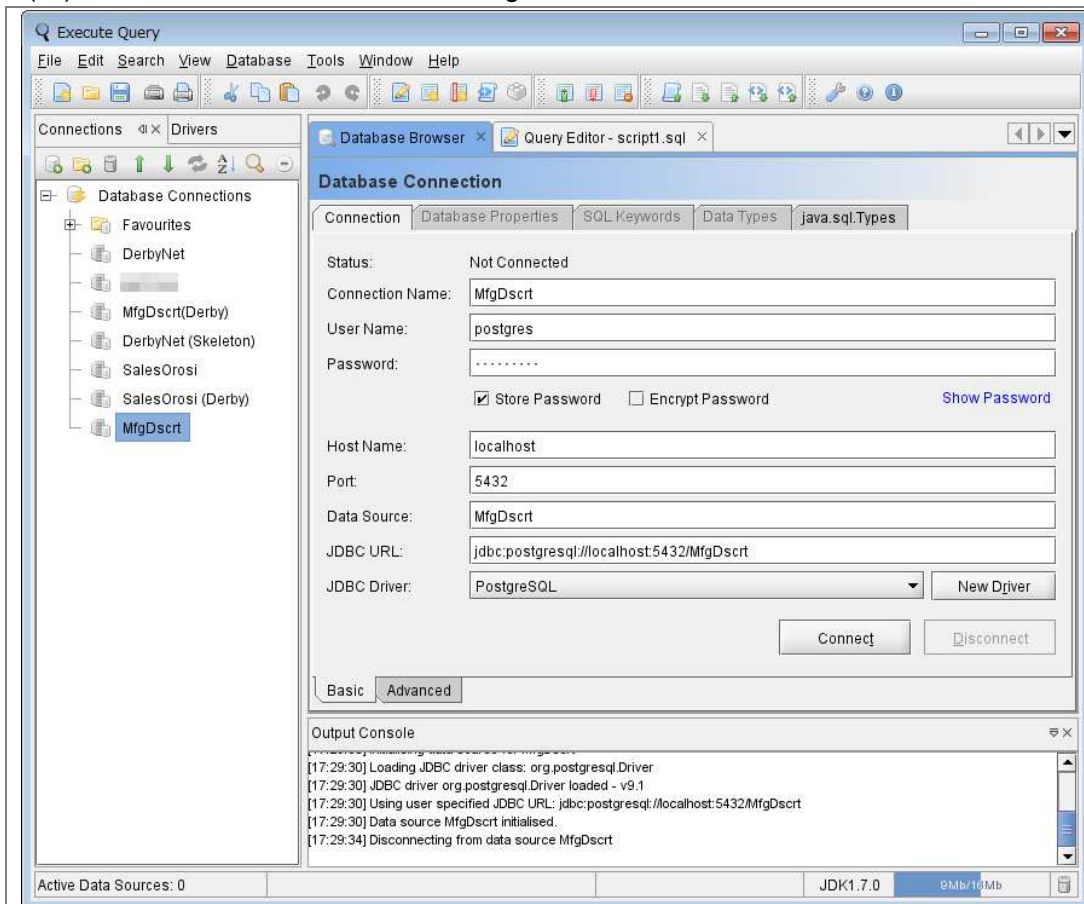 Execute Query
File Edit Search View Database Tools Window Help
Connections Drivers
Database Browser Query Editor - script1.sql
Database Connections
Favourites
DerbyNet
MfgDscrt(Derby)
DerbyNet (Skeleton)
SalesOrosi
SalesOrosi (Derby)
MfgDscrt
Database Connection
Connection Database Properties SQL Keywords Data Types java.sql.Types
Status: Not Connected
Connection Name: MfgDscrt
User Name: postgres
Password: ·········
Store Password Encrypt Password Show Password
Host Name: localhost
Port: 5432
Data Source: MfgDscrt
JDBC URL: jdbc:postgresql://localhost:5432/MfgDscrt
JDBC Driver: PostgreSQL New Driver
Connect Disconnect
Basic Advanced
Output Console
[17:29:30] Loading JDBC driver class: org.postgresql.Driver
[17:29:30] JDBC driver org.postgresql.Driver loaded - v9.1
[17:29:30] Using user specified JDBC URL: jdbc:postgresql://localhost:5432/MfgDscrt
[17:29:30] Data source MfgDscrt initialised.
[17:29:34] Disconnecting from data source MfgDscrt
Active Data Sources: 0 JDK1.7.0 9Mb/16Mb